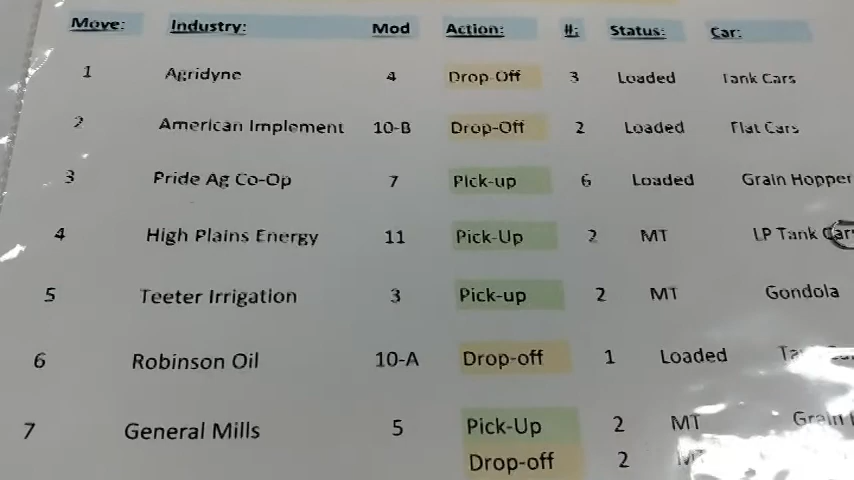 Move: Industry: Mod Action: #: Status: Car:
1 Agridyne 4 Drop-Off 3 Loaded Tank Cars
2 American Implement 10-B Drop-Off 2 Loaded Flat Cars
3 Pride Ag Co-Op 7 Pick-up 6 Loaded Grain Hopper
4 High Plains Energy 11 Pick-Up 2 MT LP Tank Cars
5 Teeter Irrigation 3 Pick-up 2 MT Gondola
6 Robinson Oil 10-A Drop-off 1 Loaded
7 General Mills 5 Pick-Up 2 MT Grain
Drop-off 2 MT